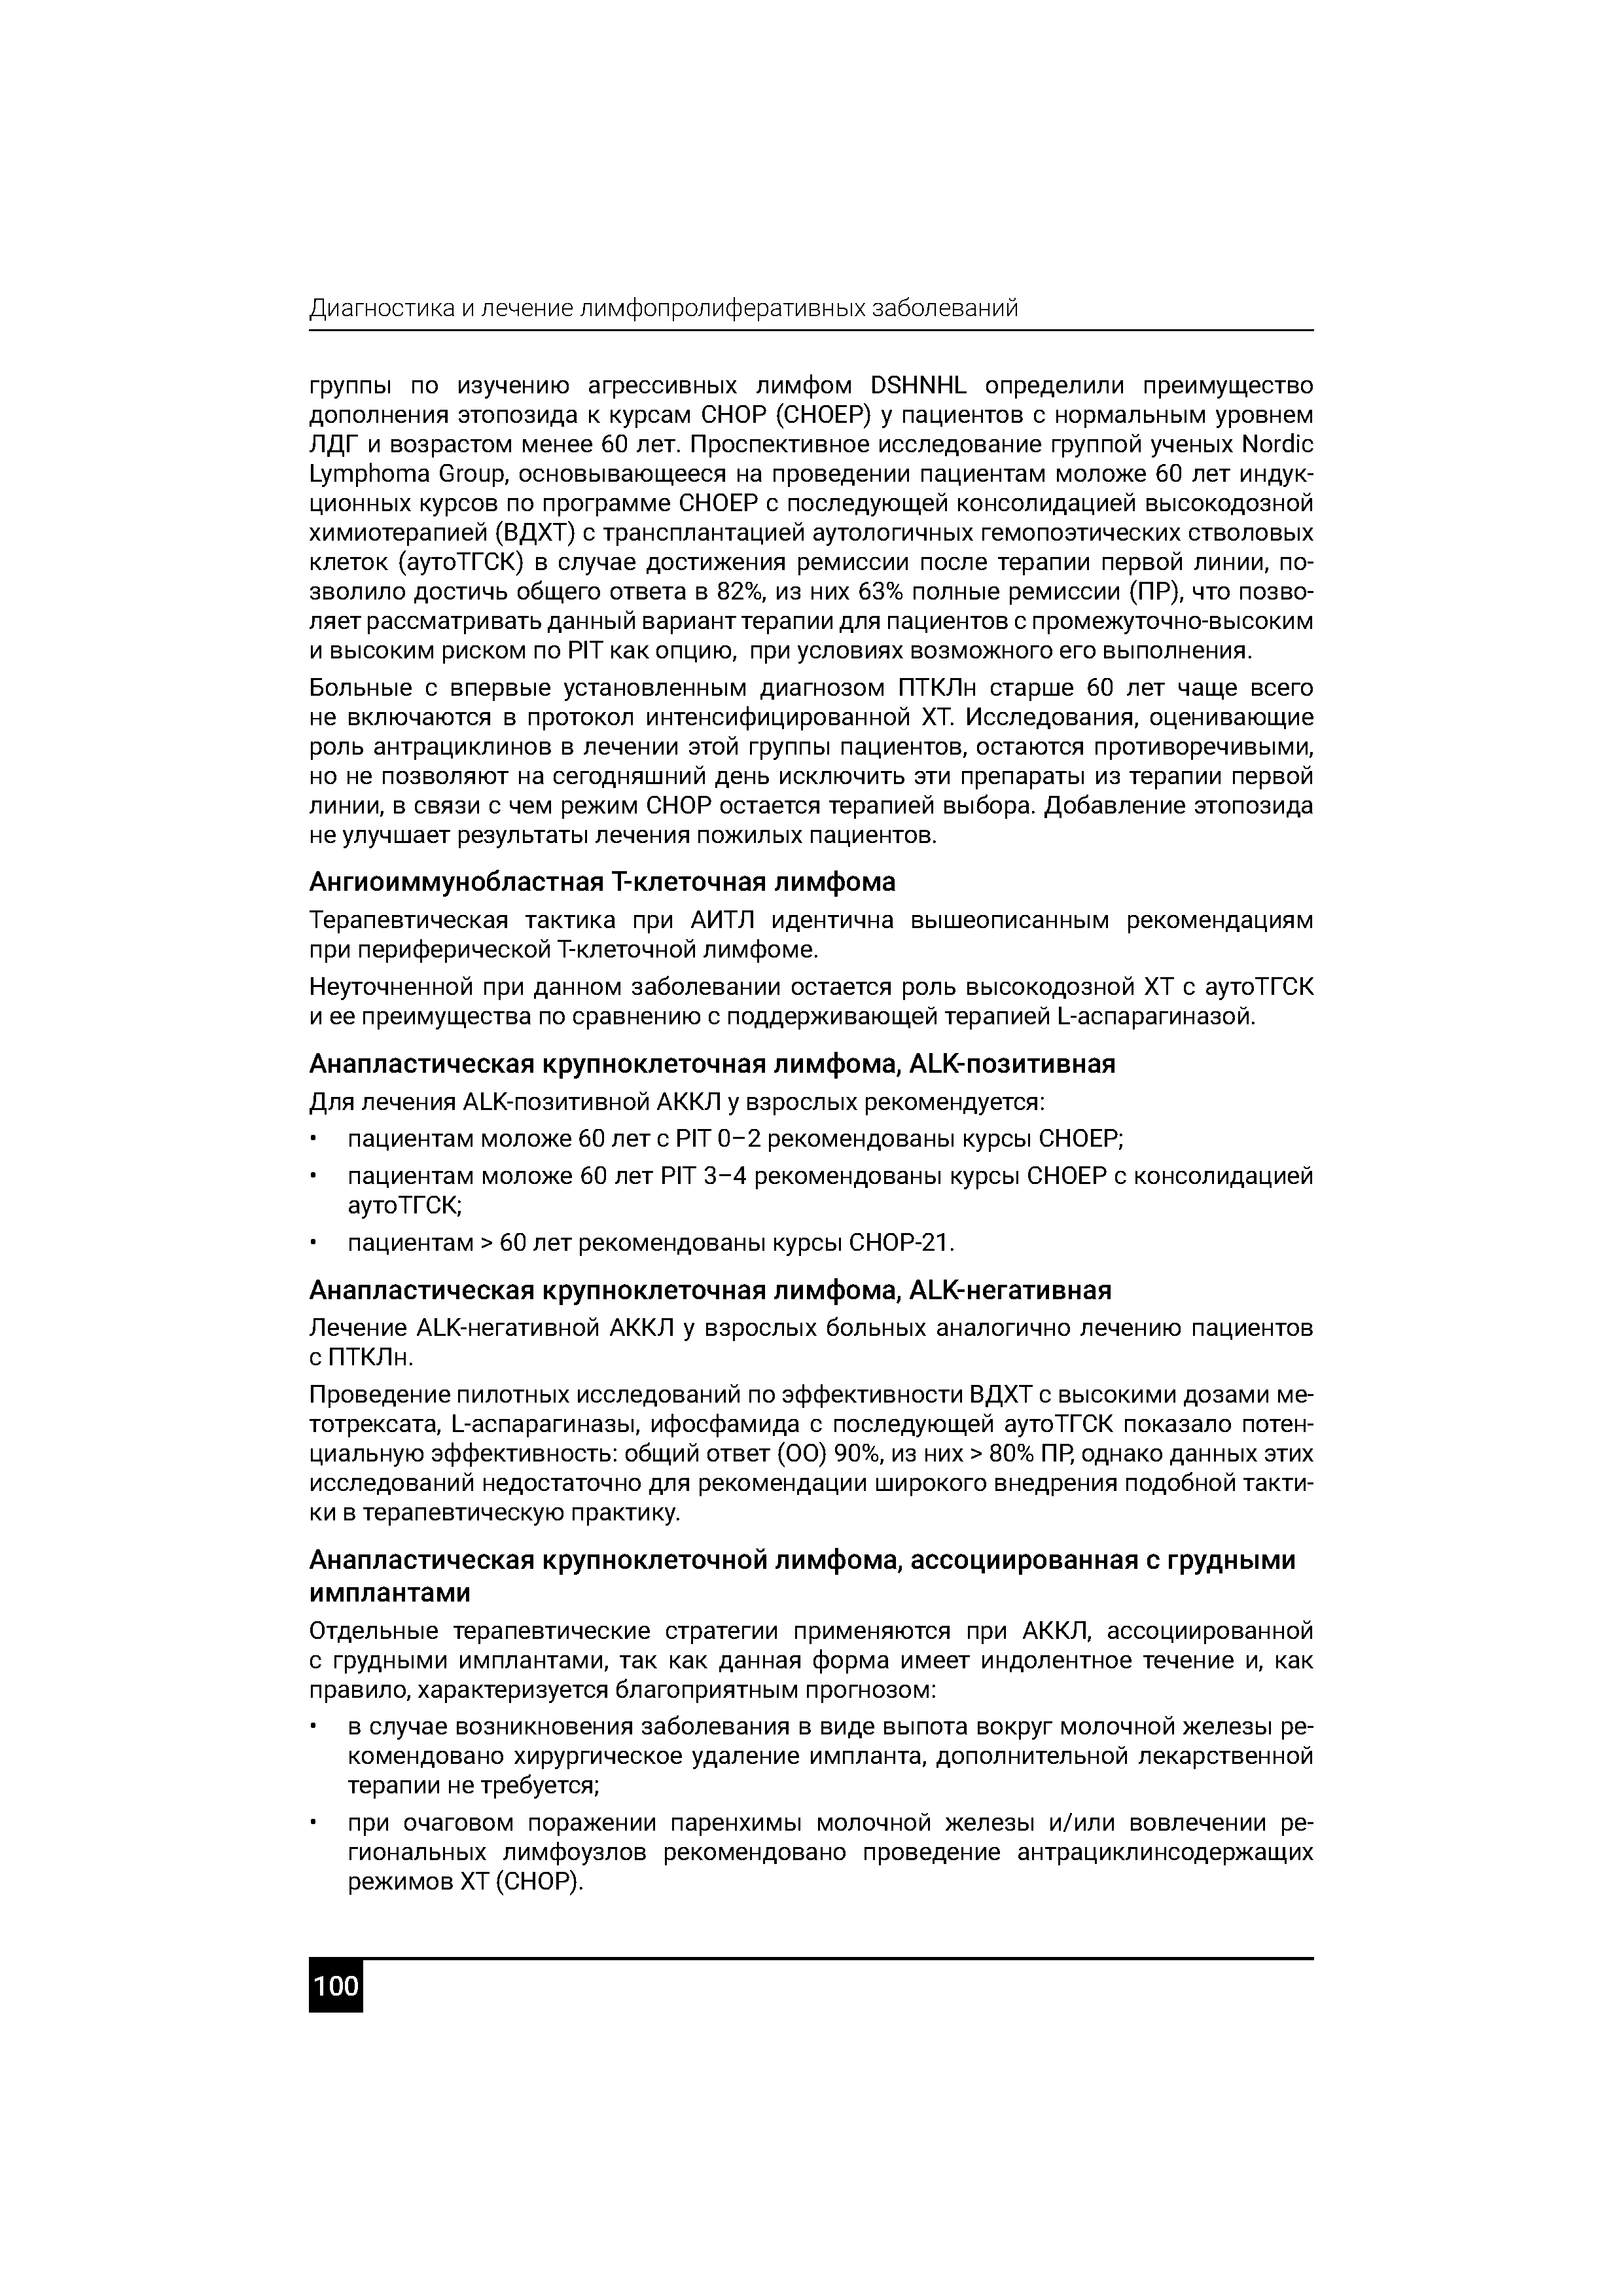 Диагностика и лечение лимфопролиферативных заболеваний
группы по изучению агрессивных лимфом DSHNHL определили преимущество
дополнения этопозида к курсам CHOP (CHOEP) у пациентов с нормальным уровнем
ЛДГ и возрастом менее 60 лет. Проспективное исследование группой ученых Nordic
Lymphoma Group, основывающееся на проведении пациентам моложе 60 лет индук-
ционных курсов по программе CHOEP с последующей консолидацией высокодозной
химиотерапией (ВДХТ) с трансплантацией аутологичных гемопоэтических стволовых
клеток (аутоТГСК) в случае достижения ремиссии после терапии первой линии, по-
зволило достичь общего ответа в 82%, из них 63% полные ремиссии (ПР), что позво-
ляет рассматривать данный вариант терапии для пациентов с промежуточно-высоким
и высоким риском по PIT как опцию, при условиях возможного его выполнения.
Больные с впервые установленным диагнозом ПТКЛн старше 60 лет чаще всего
не включаются в протокол интенсифицированной ХТ. Исследования, оценивающие
роль антрациклинов в лечении этой группы пациентов, остаются противоречивыми,
но не позволяют на сегодняшний день исключить эти препараты из терапии первой
линии, в связи с чем режим CHOP остается терапией выбора. Добавление этопозида
не улучшает результаты лечения пожилых пациентов.
Ангиоиммунобластная Т-клеточная лимфома
Терапевтическая тактика при АИТЛ идентична вышеописанным рекомендациям
при периферической Т-клеточной лимфоме.
Неуточненной при данном заболевании остается роль высокодозной ХТ с аутоТГСК
и ее преимущества по сравнению с поддерживающей терапией L-аспарагиназой.
Анапластическая крупноклеточная лимфома, ALK-позитивная
Для лечения ALK-позитивной АККЛ у взрослых рекомендуется:
• пациентам моложе 60 лет с PIT 0–2 рекомендованы курсы CHOEP;
• пациентам моложе 60 лет PIT 3–4 рекомендованы курсы CHOEP с консолидацией
аутоТГСК;
• пациентам > 60 лет рекомендованы курсы CHOP-21.
Анапластическая крупноклеточная лимфома, ALK-негативная
Лечение ALK-негативной АККЛ у взрослых больных аналогично лечению пациентов
с ПТКЛн.
Проведение пилотных исследований по эффективности ВДХТ с высокими дозами ме-
тотрексата, L-аспарагиназы, ифосфамида с последующей аутоТГСК показало потен-
циальную эффективность: общий ответ (ОО) 90%, из них > 80% ПР, однако данных этих
исследований недостаточно для рекомендации широкого внедрения подобной такти-
ки в терапевтическую практику.
Анапластическая крупноклеточной лимфома, ассоциированная с грудными
имплантами
Отдельные терапевтические стратегии применяются при АККЛ, ассоциированной
с грудными имплантами, так как данная форма имеет индолентное течение и, как
правило, характеризуется благоприятным прогнозом:
• в случае возникновения заболевания в виде выпота вокруг молочной железы ре-
комендовано хирургическое удаление импланта, дополнительной лекарственной
терапии не требуется;
• при очаговом поражении паренхимы молочной железы и/или вовлечении ре-
гиональных лимфоузлов рекомендовано проведение антрациклинсодержащих
режимов ХТ (CHOP).
100